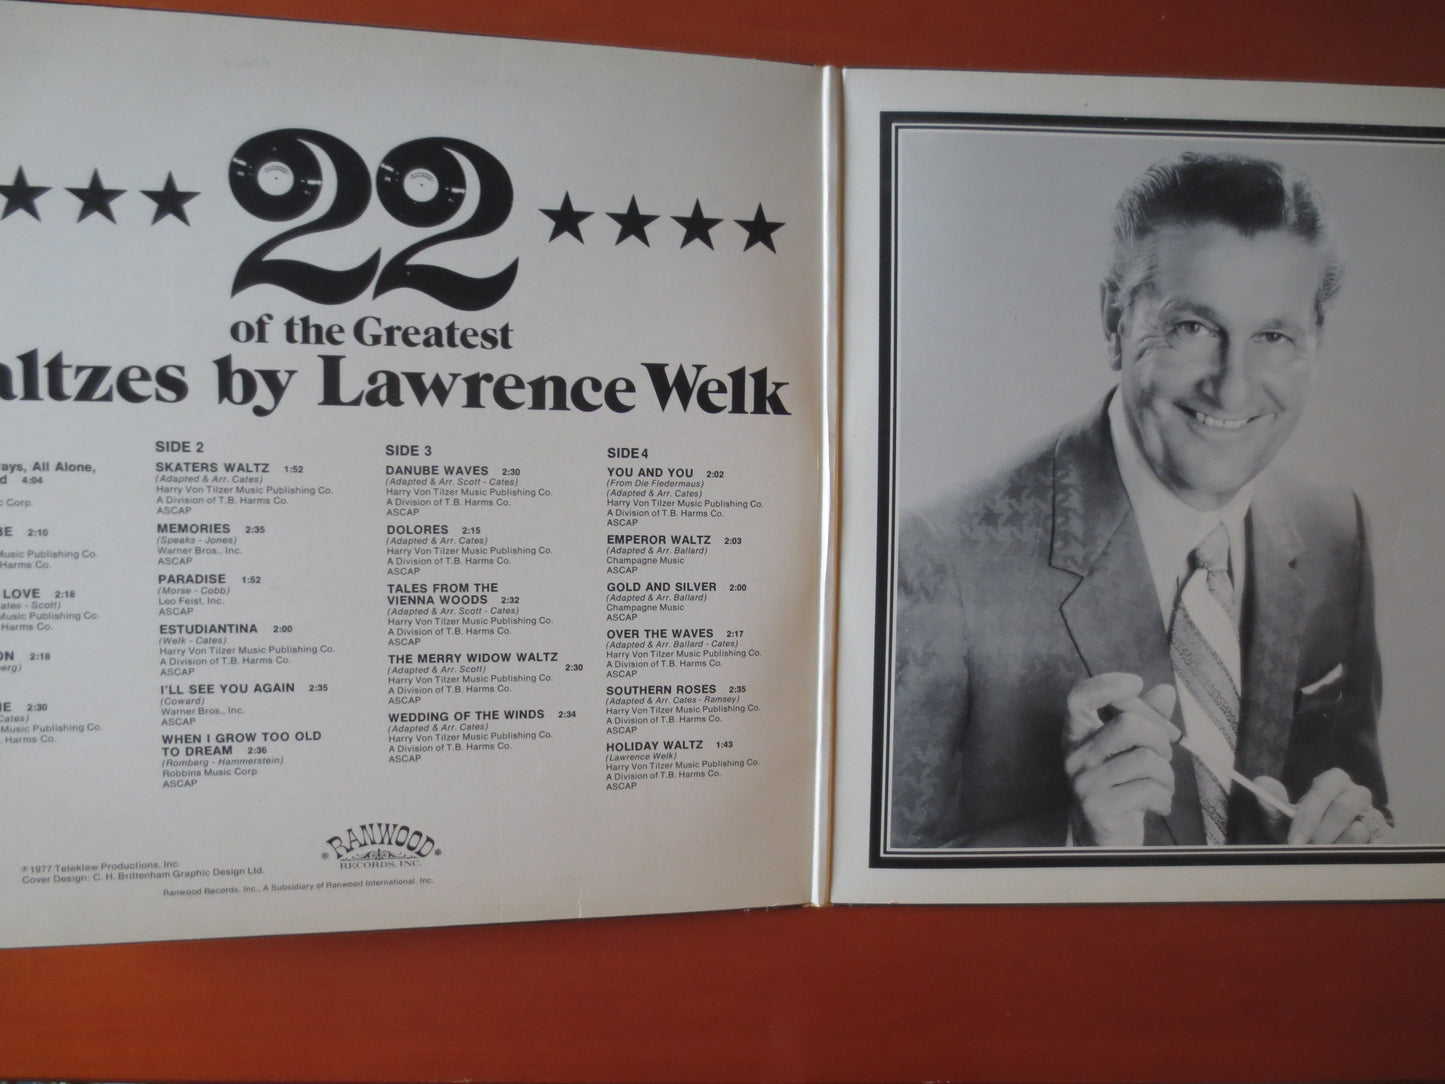 22
of the Greatest
by Lawrence Welk
All Alone,
4:04
Corp.
2:10
Music Publishing Co.
Harms Co.
LOVE 2:18
- Scott)
Music Publishing Co.
Harms Co.
2:16
2:30
Cates)
Music Publishing Co.
Harms Co.
SIDE 2
SKATERS WALTZ 1:52
(Adapted & Arr. Cates)
Harry Von Tilzer Music Publishing Co.
A Division of T.B. Harms Co.
ASCAP
MEMORIES 2:35
(Speaks - Jones)
Warner Bros., Inc.
ASCAP
PARADISE 1:52
(Morse - Cobb)
Leo Feist, Inc.
ASCAP
ESTUDIANTINA 2:00
(Welk - Cates)
Harry Von Tilzer Music Publishing Co.
A Division of T.B. Harms Co.
ASCAP
I'LL SEE YOU AGAIN 2:35
(Coward)
Warner Bros., Inc.
ASCAP
WHEN I GROW TOO OLD
TO DREAM 2:36
(Romberg - Hammerstein)
Robbins Music Corp.
ASCAP
SIDE 3
DANUBE WAVES 2:30
(Adapted & Arr. Scott - Cates)
Harry Von Tilzer Music Publishing Co.
A Division of T.B. Harms Co.
ASCAP
DOLORES 2:15
(Adapted & Arr. Cates)
Harry Von Tilzer Music Publishing Co.
A Division of T.B. Harms Co.
ASCAP
TALES FROM THE
VIENNA WOODS 2:32
(Adapted & Arr. Scott - Cates)
Harry Von Tilzer Music Publishing Co.
A Division of T.B. Harms Co.
ASCAP
THE MERRY WIDOW WALTZ
(Adapted & Arr. Scott) 2:30
Harry Von Tilzer Music Publishing Co.
A Division of T.B. Harms Co.
ASCAP
WEDDING OF THE WINDS 2:34
(Adapted & Arr. Cates)
Harry Von Tilzer Music Publishing Co.
A Division of T.B. Harms Co.
ASCAP
SIDE 4
YOU AND YOU 2:02
(From Die Fledermaus)
(Adapted & Arr. Cates)
Harry Von Tilzer Music Publishing Co.
A Division of T.B. Harms Co.
ASCAP
EMPEROR WALTZ 2:03
(Adapted & Arr. Ballard)
Champagne Music
ASCAP
GOLD AND SILVER 2:00
(Adapted & Arr. Ballard)
Champagne Music
ASCAP
OVER THE WAVES 2:17
(Adapted & Arr. Ballard - Cates)
Harry Von Tilzer Music Publishing Co.
A Division of T.B. Harms Co.
ASCAP
SOUTHERN ROSES 2:35
(Adapted & Arr. Cates - Ramsey)
Harry Von Tilzer Music Publishing Co.
A Division of T.B. Harms Co.
ASCAP
HOLIDAY WALTZ 1:43
(Lawrence Welk)
Harry Von Tilzer Music Publishing Co.
A Division of T.B. Harms Co.
ASCAP
℗ 1977 Teleklew Productions, Inc.
Cover Design: C. H. Brittenham Graphic Design Ltd.
RANWOOD
RECORDS, INC.
Ranwood Records, Inc., A Subsidiary of Ranwood International, Inc.